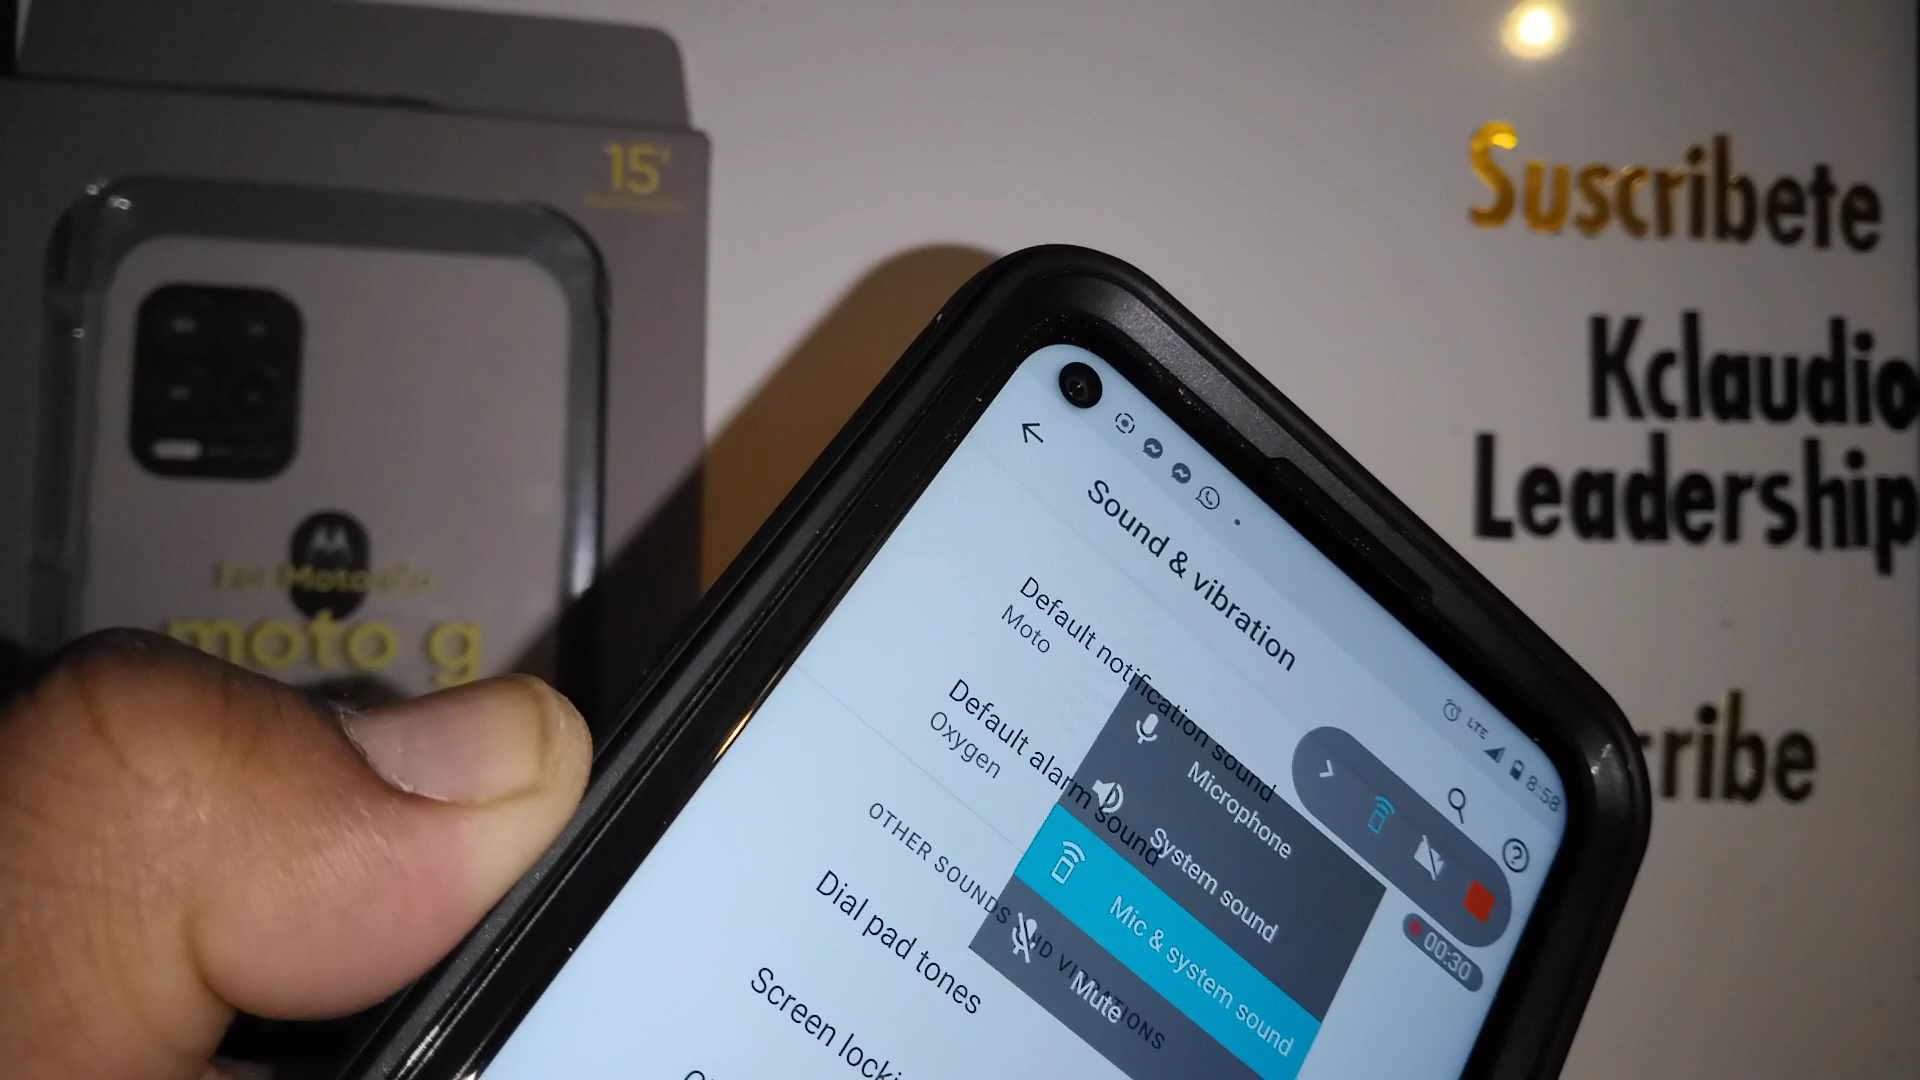 15'
moto g
Suscribete
Kclaudio
Leadership
cribe
LTE
8:58
Sound & vibration
Default notification sound
Moto
Default alarm sound
Oxygen
OTHER SOUNDS AND VIBRATIONS
Dial pad tones
Screen locki
Microphone
System sound
Mic & system sound
Mute
00:30